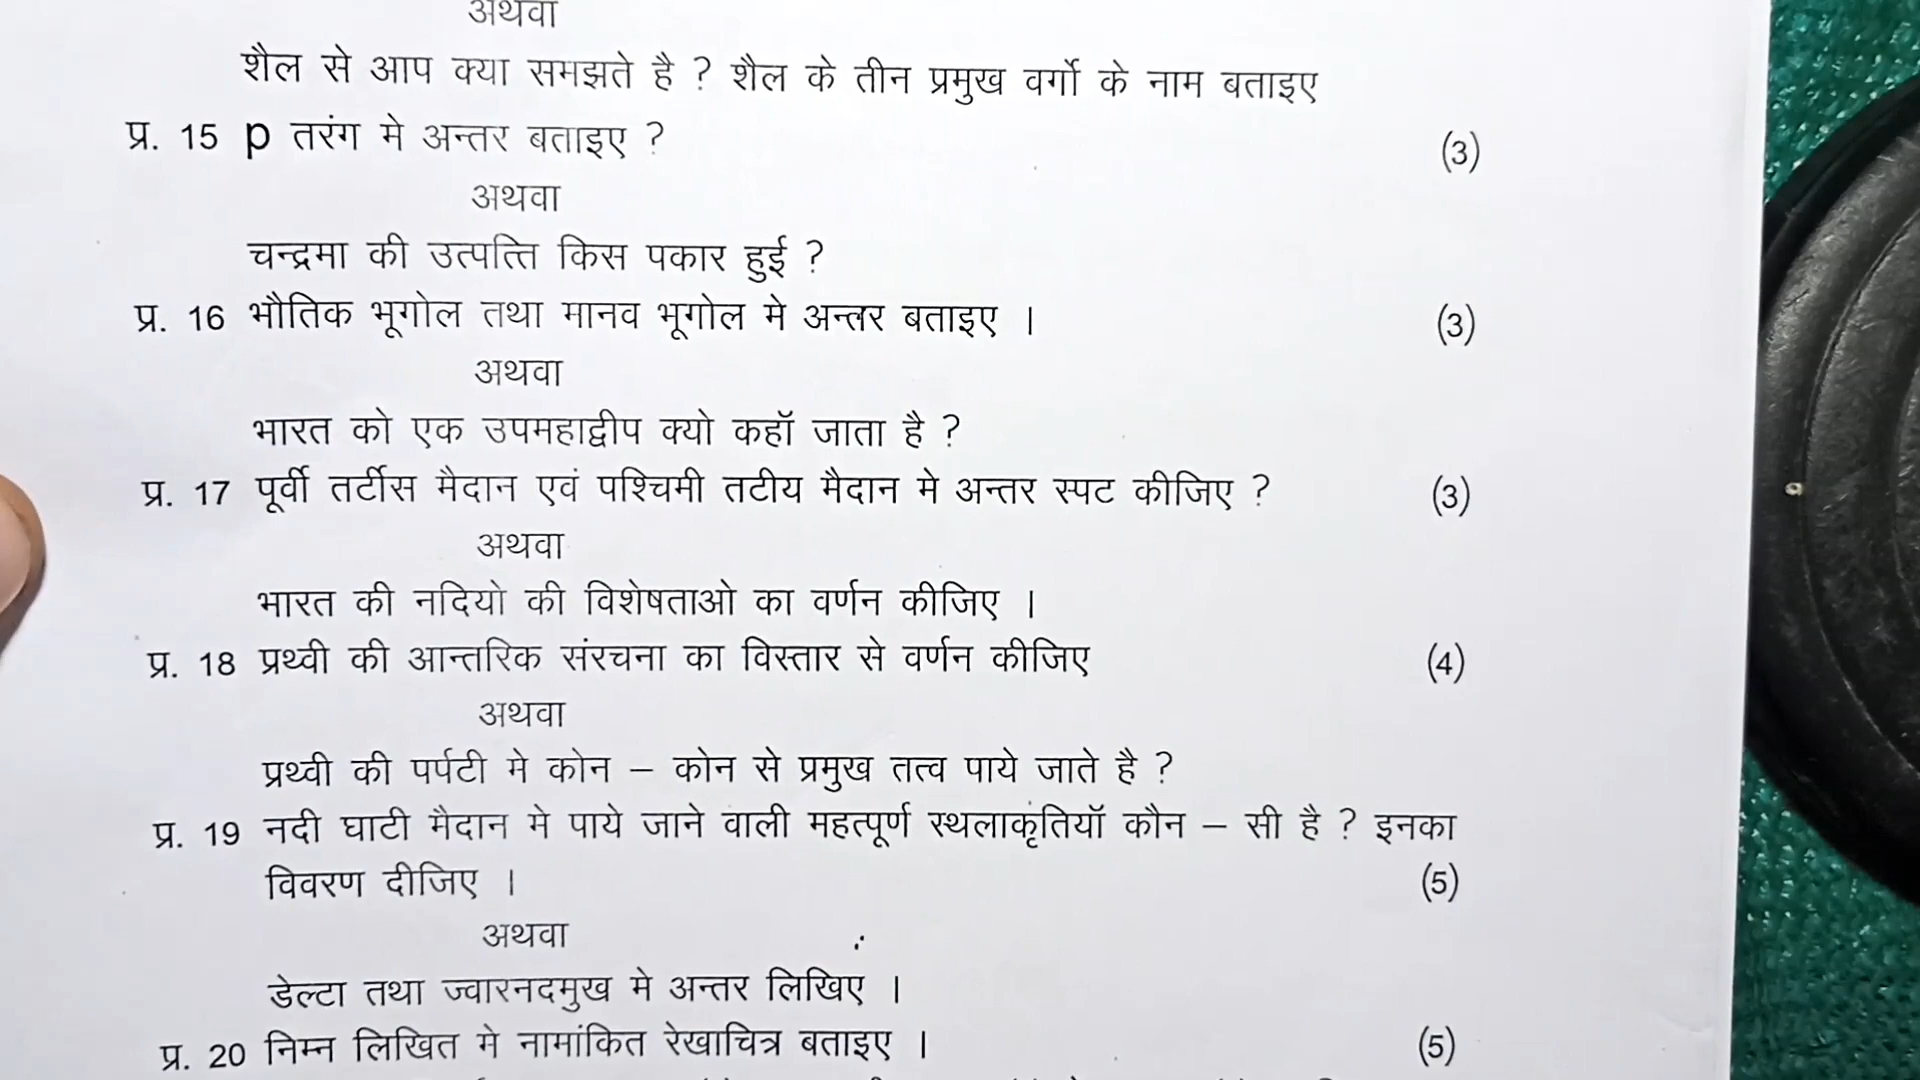 अथवा
शैल से आप क्या समझते है ? शैल के तीन प्रमुख वर्गो के नाम बताइए
प्र. 15 p तरंग मे अन्तर बताइए ? (3)
अथवा
चन्द्रमा की उत्पत्ति किस पकार हुई ?
प्र. 16 भौतिक भूगोल तथा मानव भूगोल मे अन्तर बताइए । (3)
अथवा
भारत को एक उपमहाद्वीप क्यो कहॉ जाता है ?
प्र. 17 पूर्वी तर्टीस मैदान एवं पश्चिमी तटीय मैदान मे अन्तर स्पट कीजिए ? (3)
अथवा
भारत की नदियो की विशेषताओ का वर्णन कीजिए ।
प्र. 18 प्रथ्वी की आन्तरिक संरचना का विस्तार से वर्णन कीजिए (4)
अथवा
प्रथ्वी की पर्पटी मे कोन – कोन से प्रमुख तत्व पाये जाते है ?
प्र. 19 नदी घाटी मैदान मे पाये जाने वाली महत्पूर्ण स्थलाकृंतियॉ कौन – सी है ? इनका
विवरण दीजिए । (5)
अथवा
डेल्टा तथा ज्वारनदमुख मे अन्तर लिखिए ।
प्र. 20 निम्न लिखित मे नामांकित रेखाचित्र बताइए । (5)